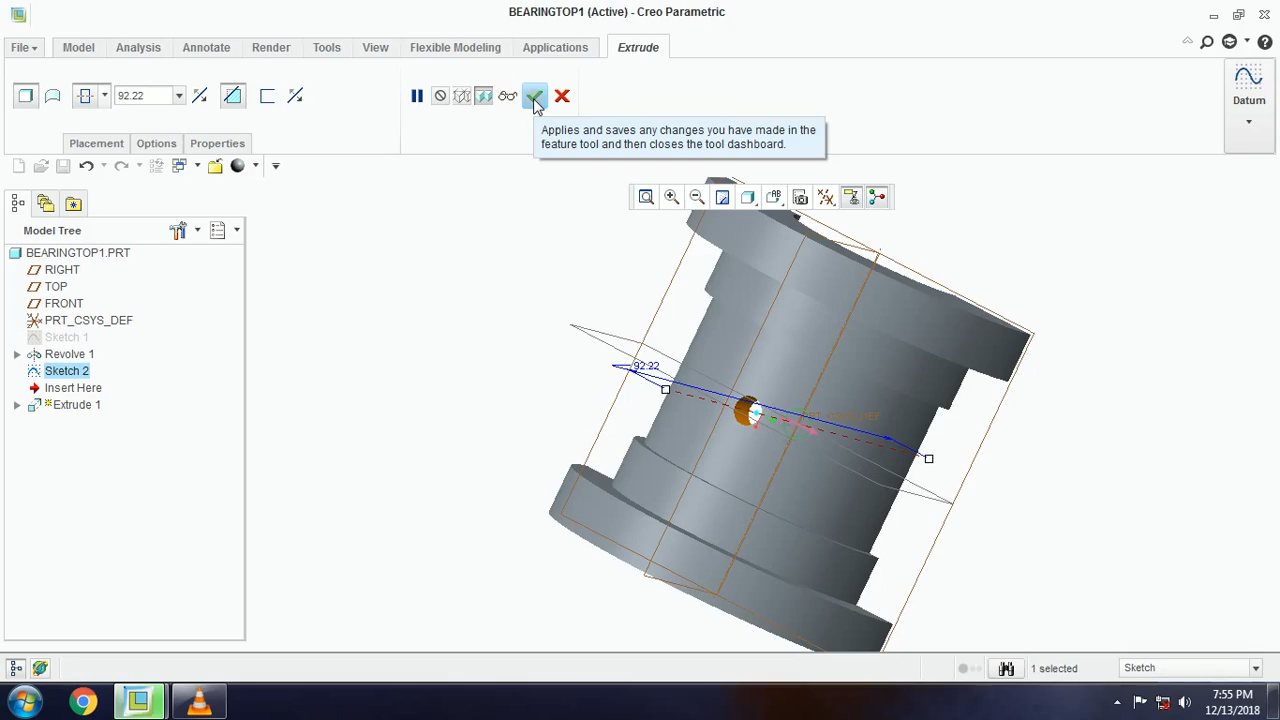 BEARINGTOP1 (Active) - Creo Parametric
File
Model
Analysis
Annotate
Render
Tools
View
Flexible Modeling
Applications
Extrude
92.22
Datum
Applies and saves any changes you have made in the
feature tool and then closes the tool dashboard.
Placement
Options
Properties
Model Tree
BEARINGTOP1.PRT
RIGHT
TOP
FRONT
PRT_CSYS_DEF
Sketch 1
Revolve 1
Sketch 2
Insert Here
Extrude 1
92.22
PRT_CSYS_DEF
1 selected
Sketch
7:55 PM
12/13/2018